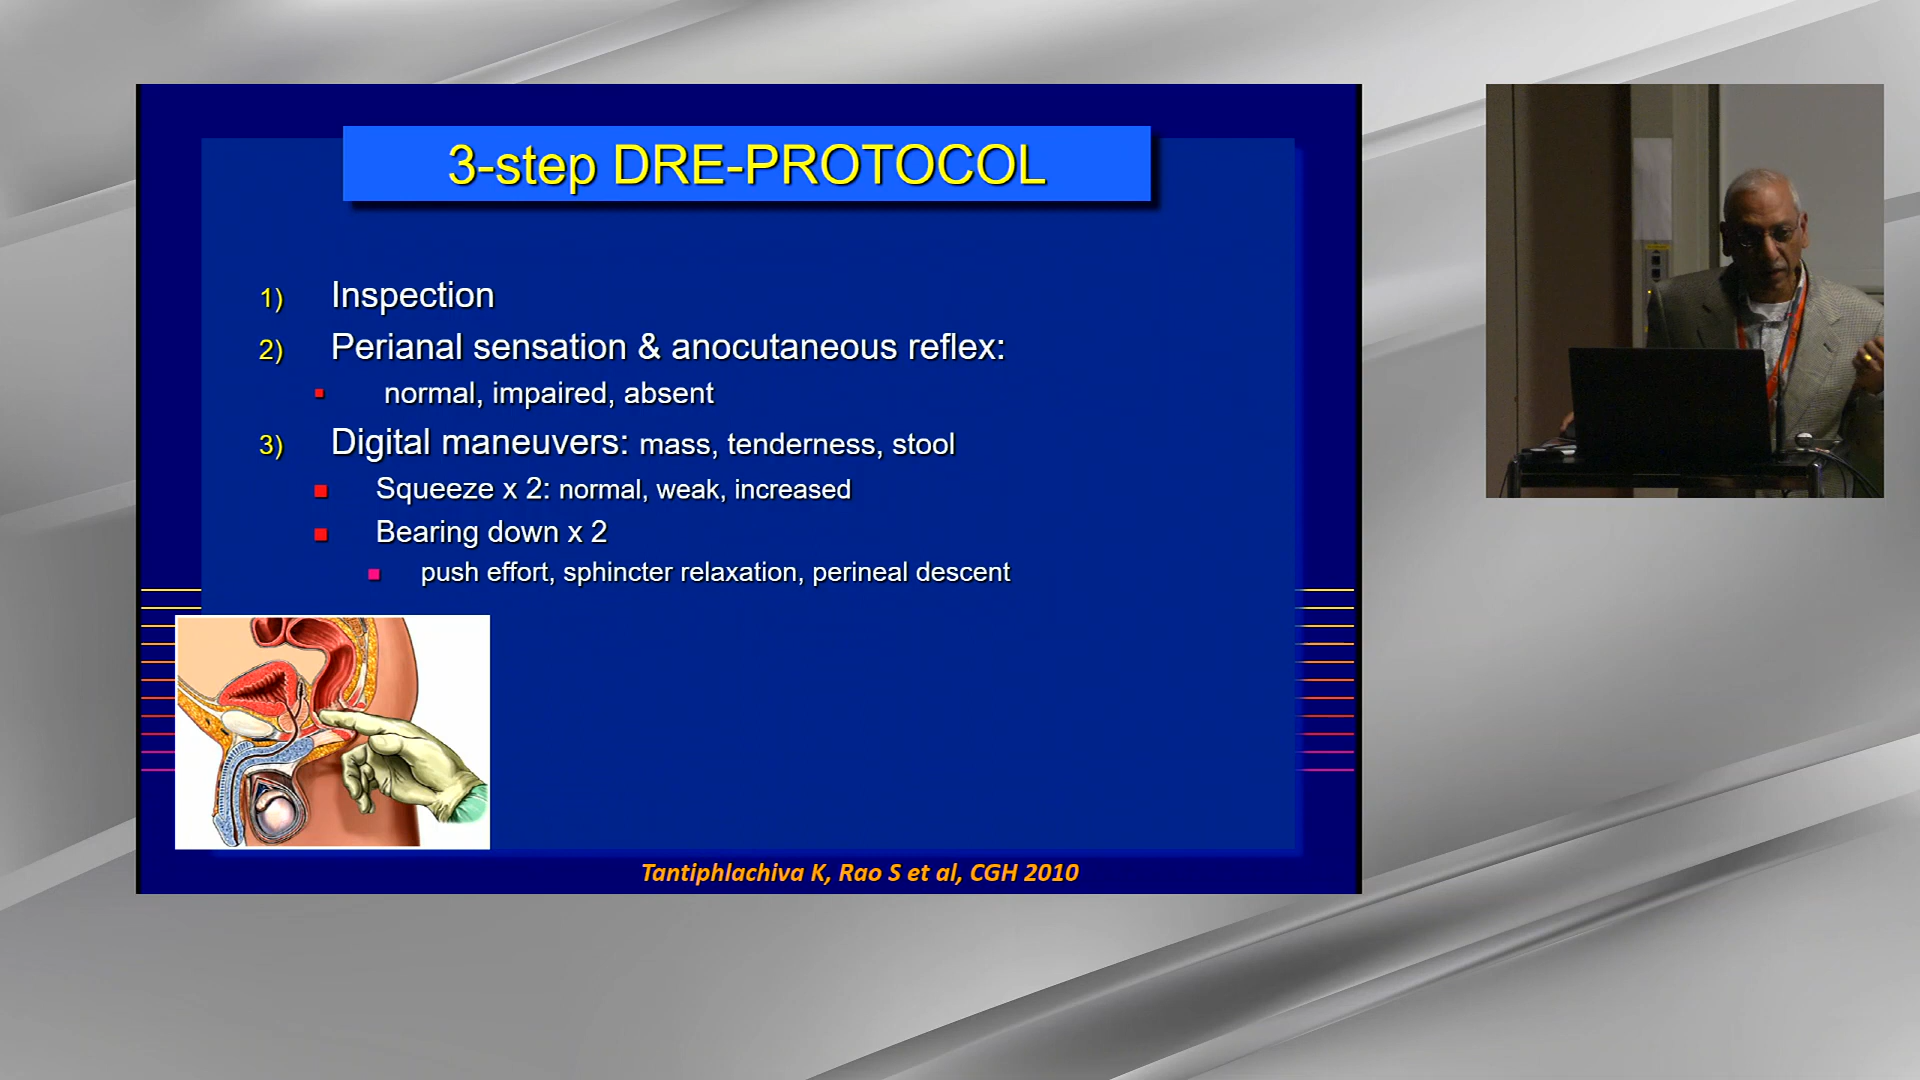 3-step DRE-PROTOCOL
1) Inspection
2) Perianal sensation & anocutaneous reflex:
normal, impaired, absent
3) Digital maneuvers: mass, tenderness, stool
Squeeze x 2: normal, weak, increased
Bearing down x 2
push effort, sphincter relaxation, perineal descent
Tantiphlachiva K, Rao S et al, CGH 2010